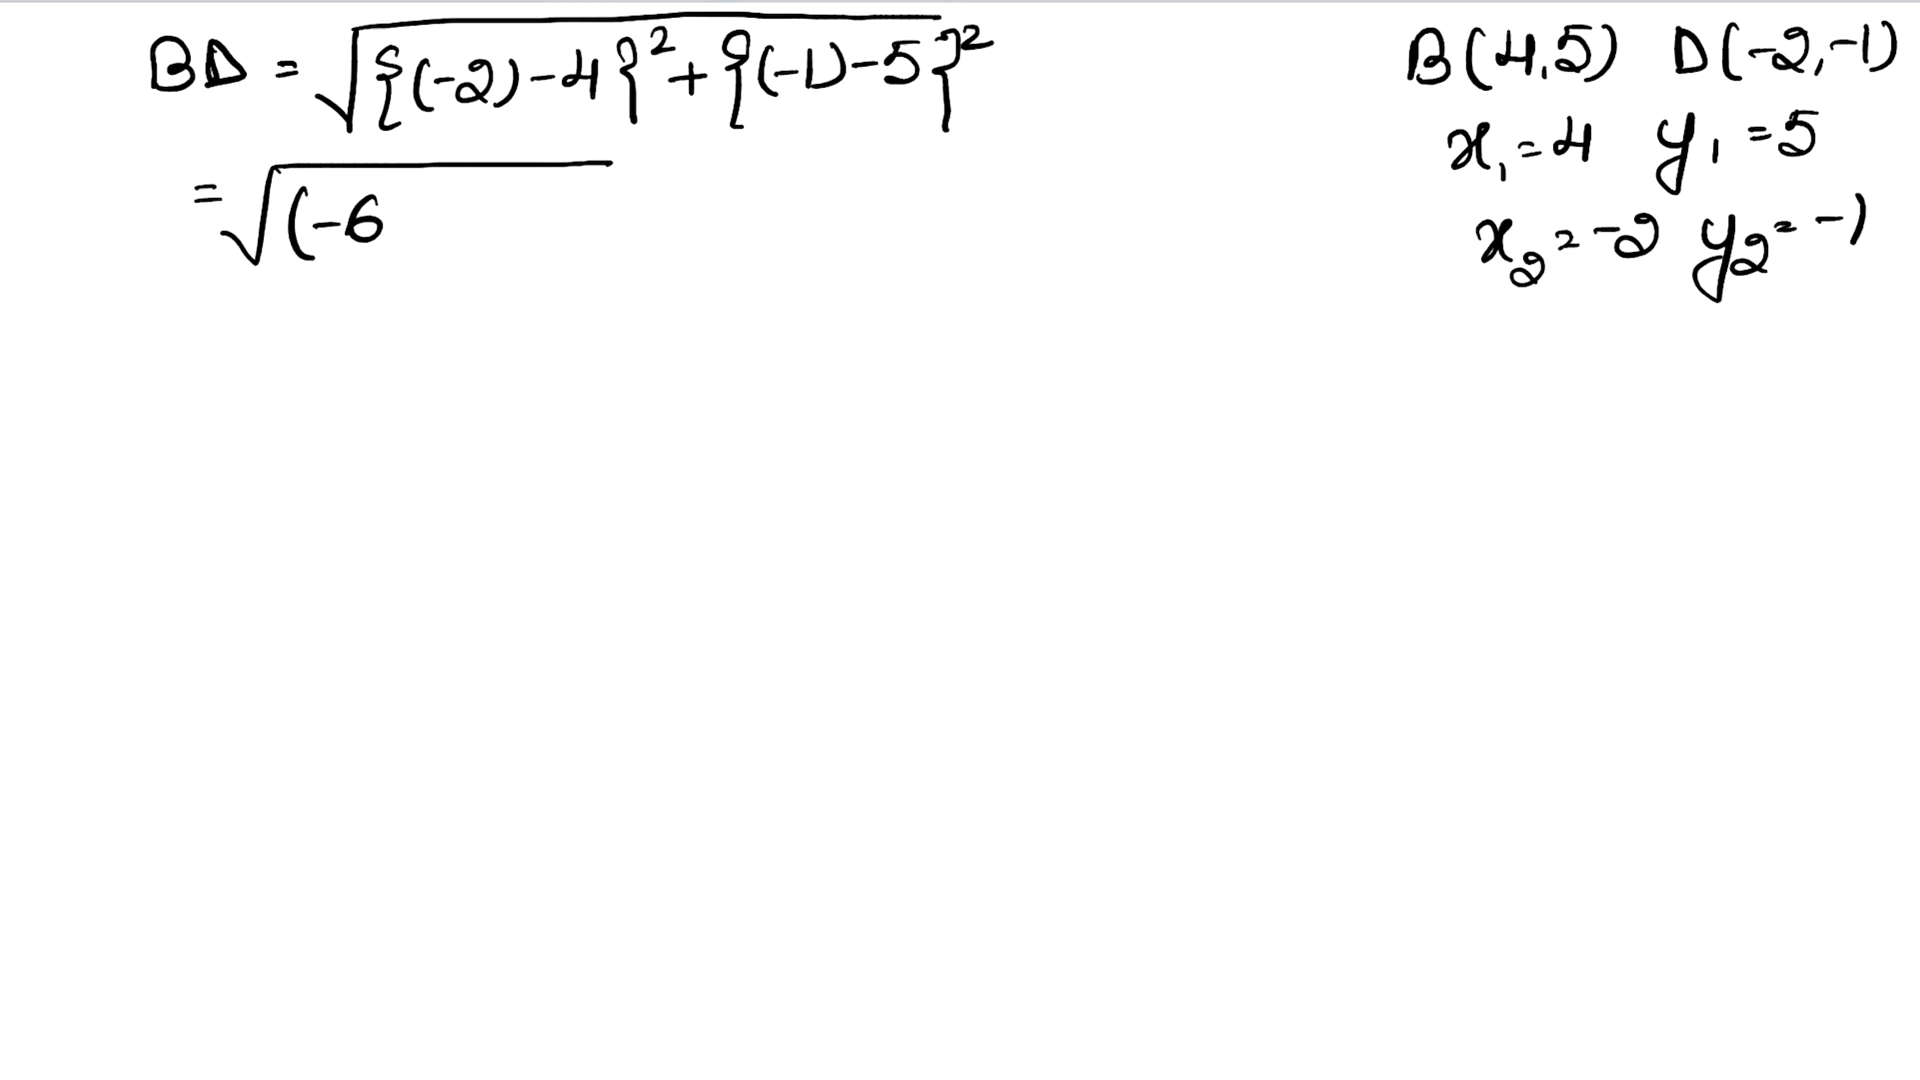 BD = √{(-2)-4}²+{(-1)-5}²
= √(-6
B(4,5) D(-2,-1)
x₁=4 y₁=5
x₂=-2 y₂=-1